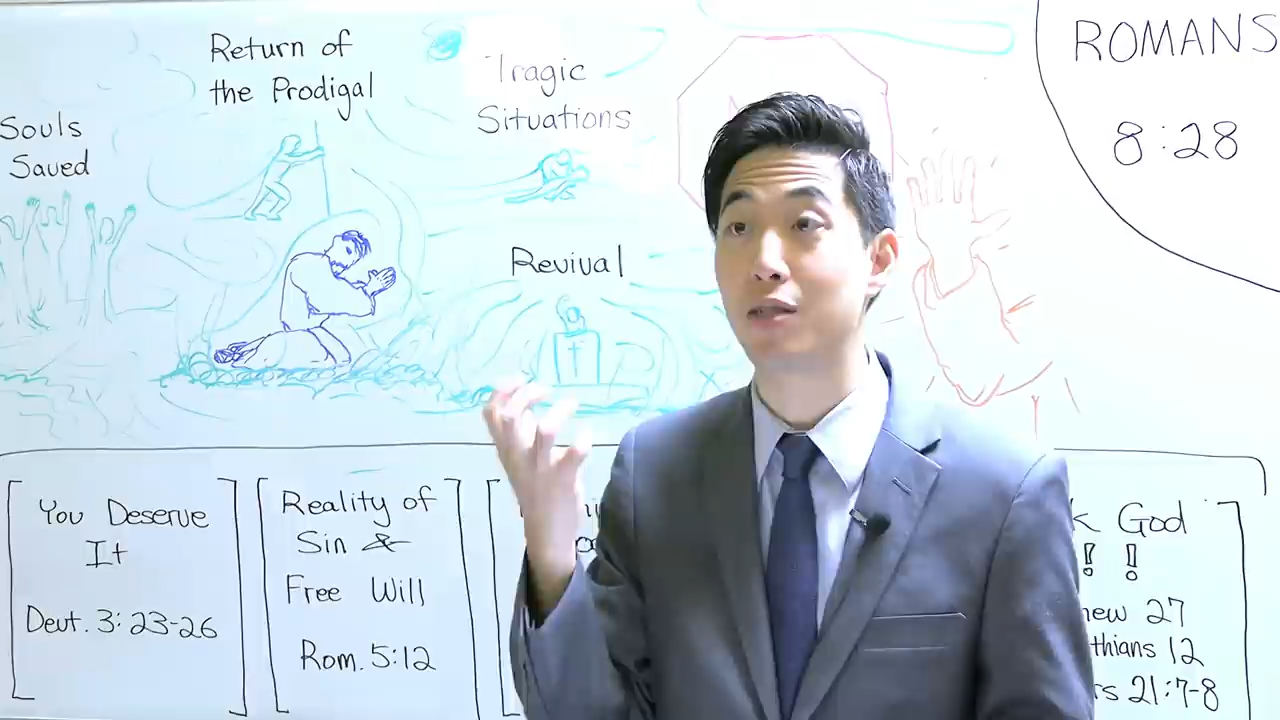 Return of
the Prodigal
Souls
Saved
Tragic
Situations
Revival
ROMANS
8:28
You Deserve
It
Deut. 3:23-26
Reality of
Sin &
Free Will
Rom. 5:12
God
! !
27
12
21:7-8